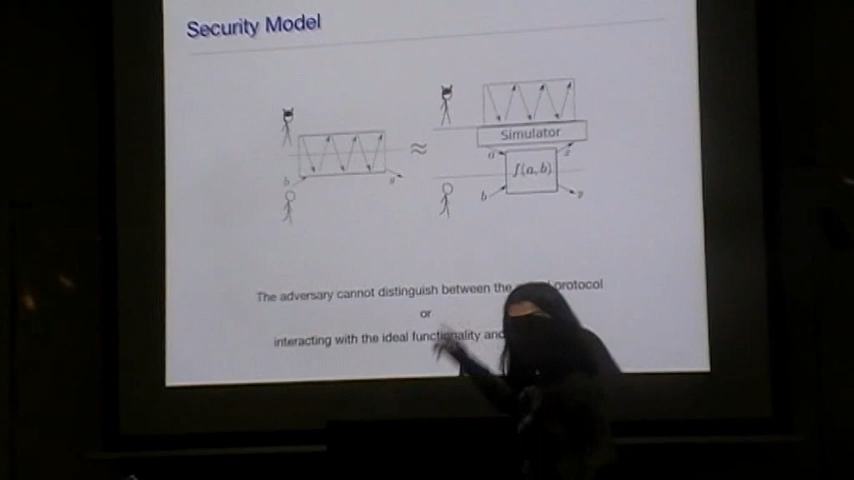 Security Model
≈
Simulator
a z
f(a,b)
b
b y
The adversary cannot distinguish between the protocol
or
interacting with the ideal functionality and